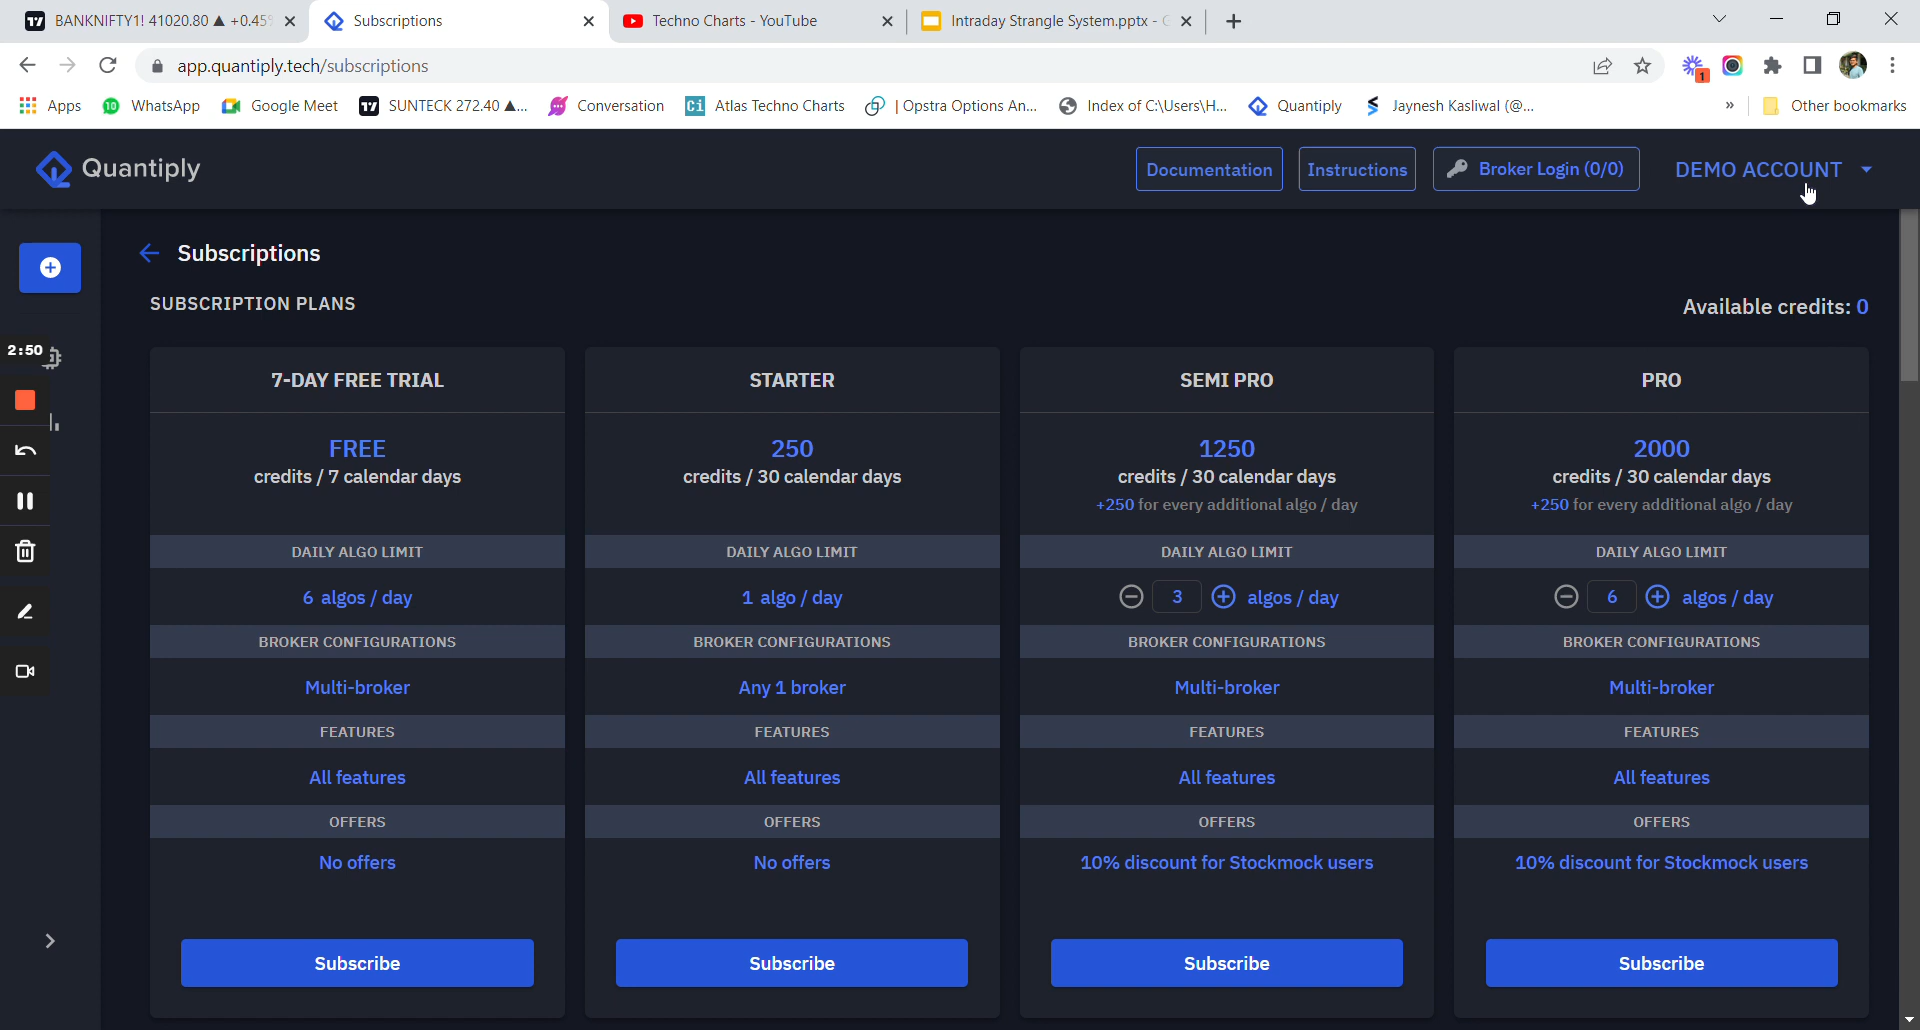 BANKNIFTY1! 41020.80 ▲ +0.45%
Subscriptions
Techno Charts - YouTube
Intraday Strangle System.pptx -
app.quantiply.tech/subscriptions
1
Apps
WhatsApp
Google Meet
SUNTECK 272.40 ▲...
Conversation
Atlas Techno Charts
| Opstra Options An...
Index of C:\Users\H...
Quantiply
Jaynesh Kasliwal (@...
»
Other bookmarks
Quantiply
Documentation
Instructions
Broker Login (0/0)
DEMO ACCOUNT
Subscriptions
SUBSCRIPTION PLANS
Available credits: 0
2:50
7-DAY FREE TRIAL
FREE
credits / 7 calendar days
DAILY ALGO LIMIT
6 algos / day
BROKER CONFIGURATIONS
Multi-broker
FEATURES
All features
OFFERS
No offers
Subscribe
STARTER
250
credits / 30 calendar days
DAILY ALGO LIMIT
1 algo / day
BROKER CONFIGURATIONS
Any 1 broker
FEATURES
All features
OFFERS
No offers
Subscribe
SEMI PRO
1250
credits / 30 calendar days
+250 for every additional algo / day
DAILY ALGO LIMIT
3 algos / day
BROKER CONFIGURATIONS
Multi-broker
FEATURES
All features
OFFERS
10% discount for Stockmock users
Subscribe
PRO
2000
credits / 30 calendar days
+250 for every additional algo / day
DAILY ALGO LIMIT
6 algos / day
BROKER CONFIGURATIONS
Multi-broker
FEATURES
All features
OFFERS
10% discount for Stockmock users
Subscribe